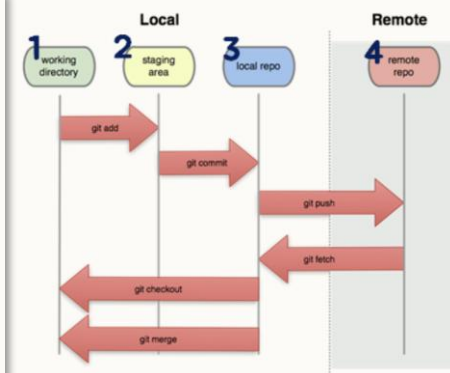 Local
Remote
1
working
directory
2
staging
area
3
local repo
4
remote
repo
git add
git commit
git push
git fetch
git checkout
git merge